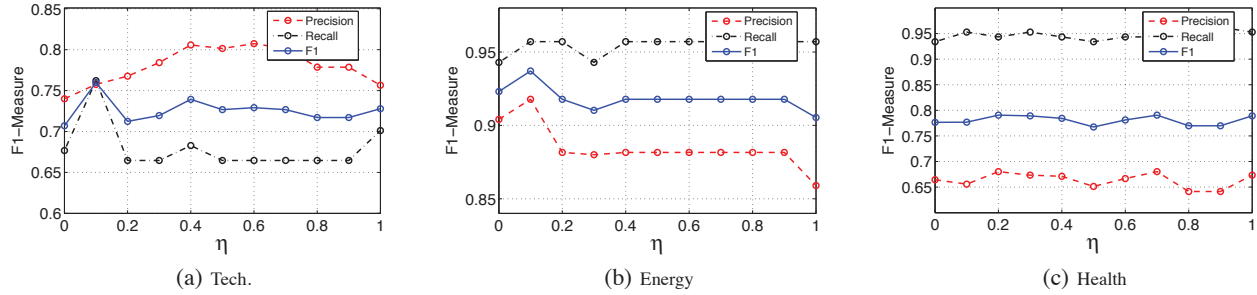 0.85
0.8
0.75
0.7
0.65
0.6
F1–Measure
0 0.2 0.4 0.6 0.8 1
η
Precision
Recall
F1
(a) Tech.
0.95
0.9
0.85
F1–Measure
0 0.2 0.4 0.6 0.8 1
η
Precision
Recall
F1
(b) Energy
0.95
0.9
0.85
0.8
0.75
0.7
0.65
F1–Measure
0 0.2 0.4 0.6 0.8 1
η
Precision
Recall
F1
(c) Health